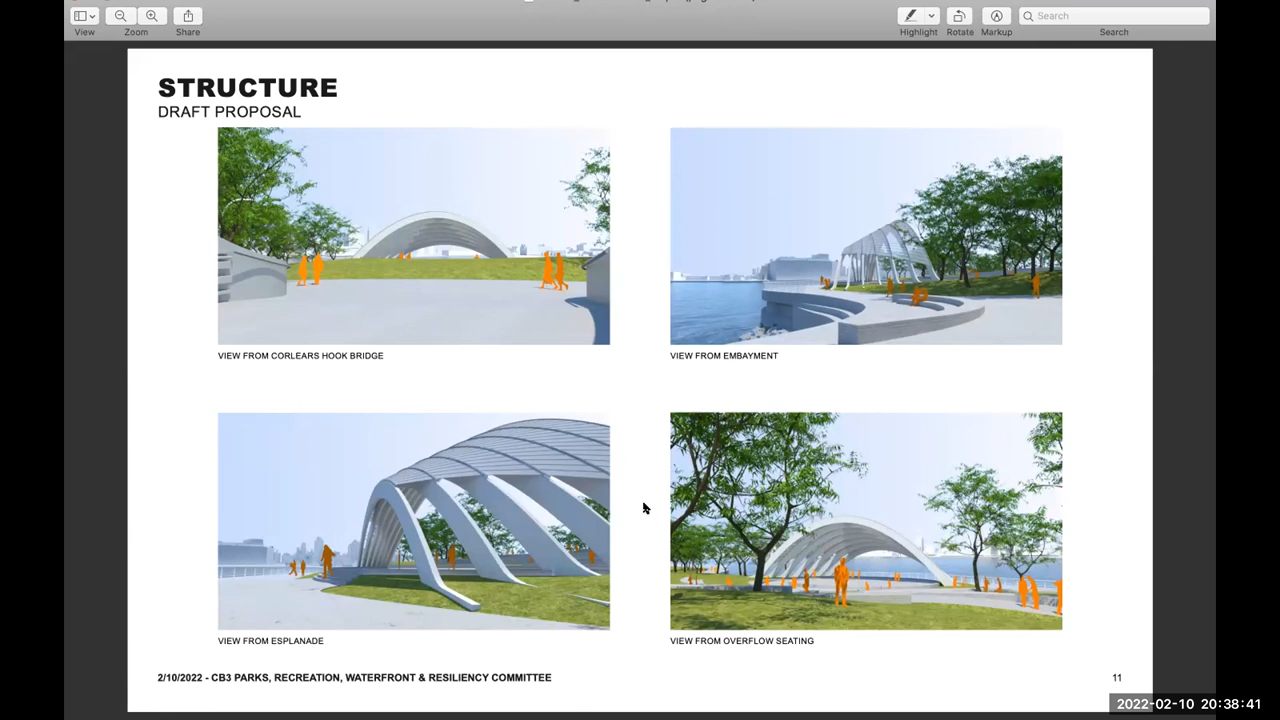 View
Zoom
Share
Highlight
Rotate
Markup
Search
Search
STRUCTURE
DRAFT PROPOSAL
VIEW FROM CORLEARS HOOK BRIDGE
VIEW FROM EMBAYMENT
VIEW FROM ESPLANADE
VIEW FROM OVERFLOW SEATING
2/10/2022 - CB3 PARKS, RECREATION, WATERFRONT & RESILIENCY COMMITTEE
11
2022-02-10 20:38:41